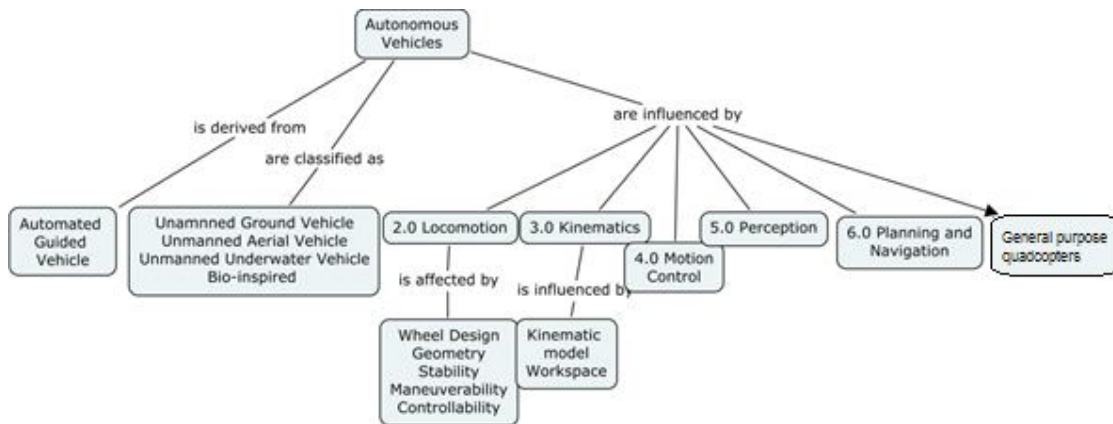 Autonomous
Vehicles
is derived from
are classified as
are influenced by
Automated
Guided
Vehicle
Unamnned Ground Vehicle
Unmanned Aerial Vehicle
Unmanned Underwater Vehicle
Bio-inspired
2.0 Locomotion
3.0 Kinematics
4.0 Motion
Control
5.0 Perception
6.0 Planning and
Navigation
General purpose
quadcopters
is affected by
is influenced by
Wheel Design
Geometry
Stability
Maneuverability
Controllability
Kinematic
model
Workspace